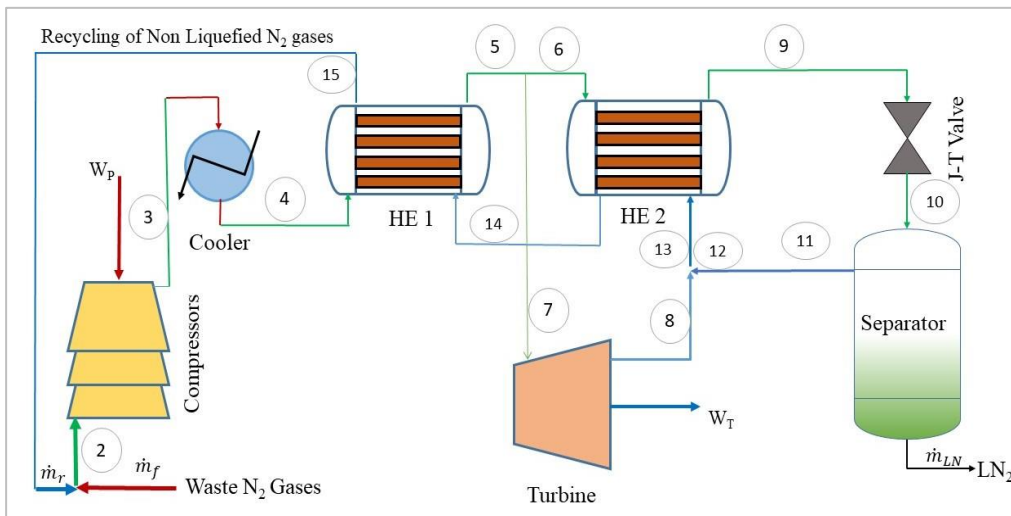 Recycling of Non Liquefied N₂ gases
5
6
9
15
W_P
3
4
HE 1
14
HE 2
J-T Valve
10
Cooler
13
12
11
Compressors
7
8
Separator
W_T
2
ṁ_r
ṁ_f
Waste N₂ Gases
Turbine
ṁ_LN
LN₂